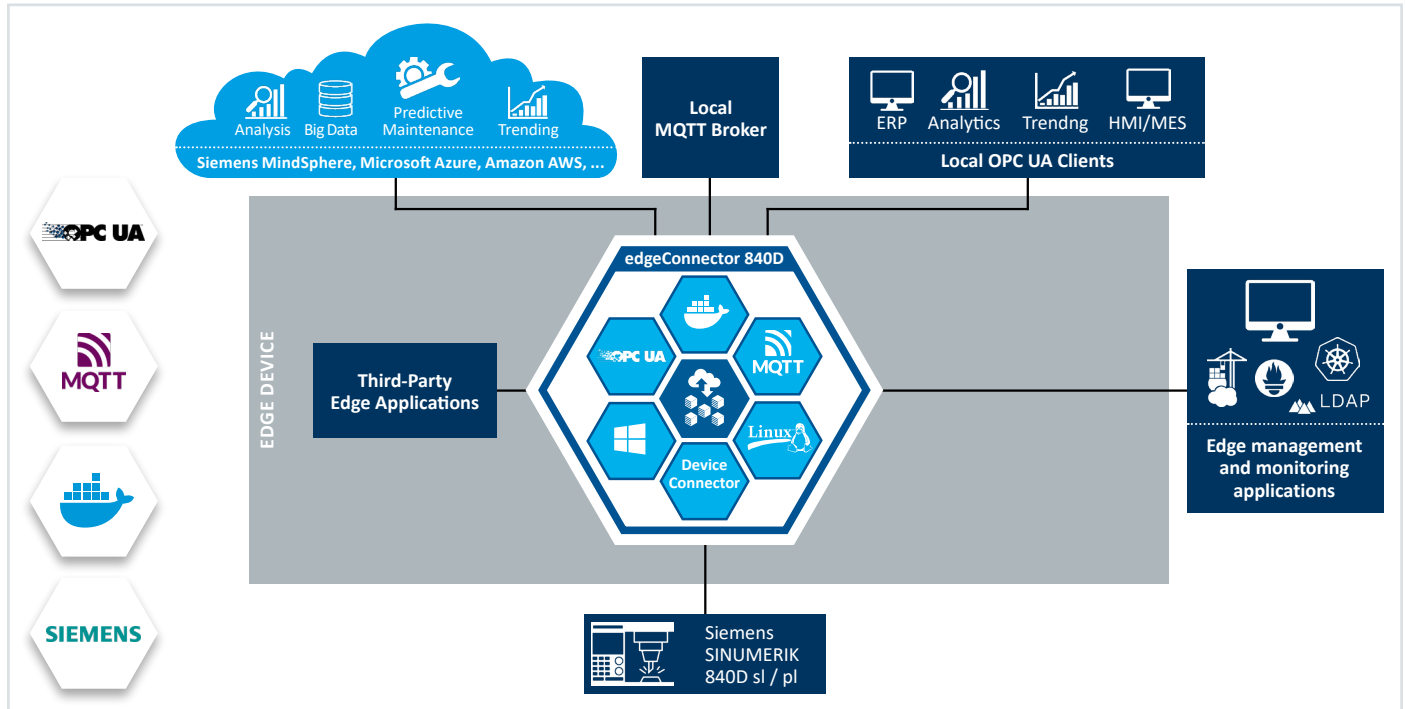 Analysis
Big Data
Predictive
Maintenance
Trending
Siemens MindSphere, Microsoft Azure, Amazon AWS, ...
Local
MQTT Broker
ERP
Analytics
Trendng
HMI/MES
Local OPC UA Clients
OPC UA
MQTT
SIEMENS
EDGE DEVICE
edgeConnector 840D
OPC UA
MQTT
Linux
Device
Connector
Third-Party
Edge Applications
LDAP
Edge management
and monitoring
applications
Siemens
SINUMERIK
840D sl / pl